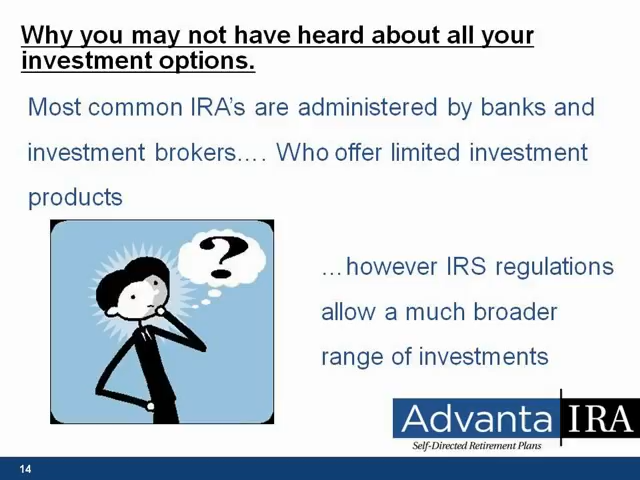 Why you may not have heard about all your
investment options.
Most common IRA's are administered by banks and
investment brokers…. Who offer limited investment
products
?
…however IRS regulations
allow a much broader
range of investments
Advanta IRA
Self-Directed Retirement Plans
14